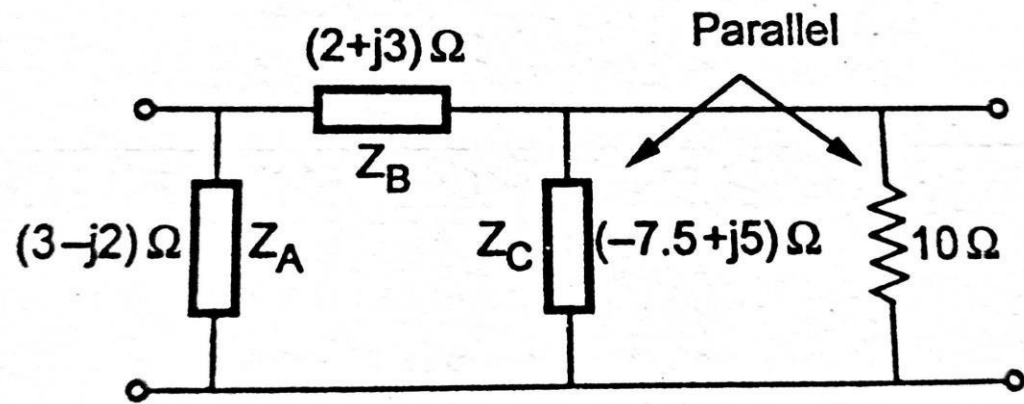 Parallel
(2+j3) Ω
Z_B
(3–j2) Ω
Z_A
Z_C
(–7.5+j5) Ω
10 Ω